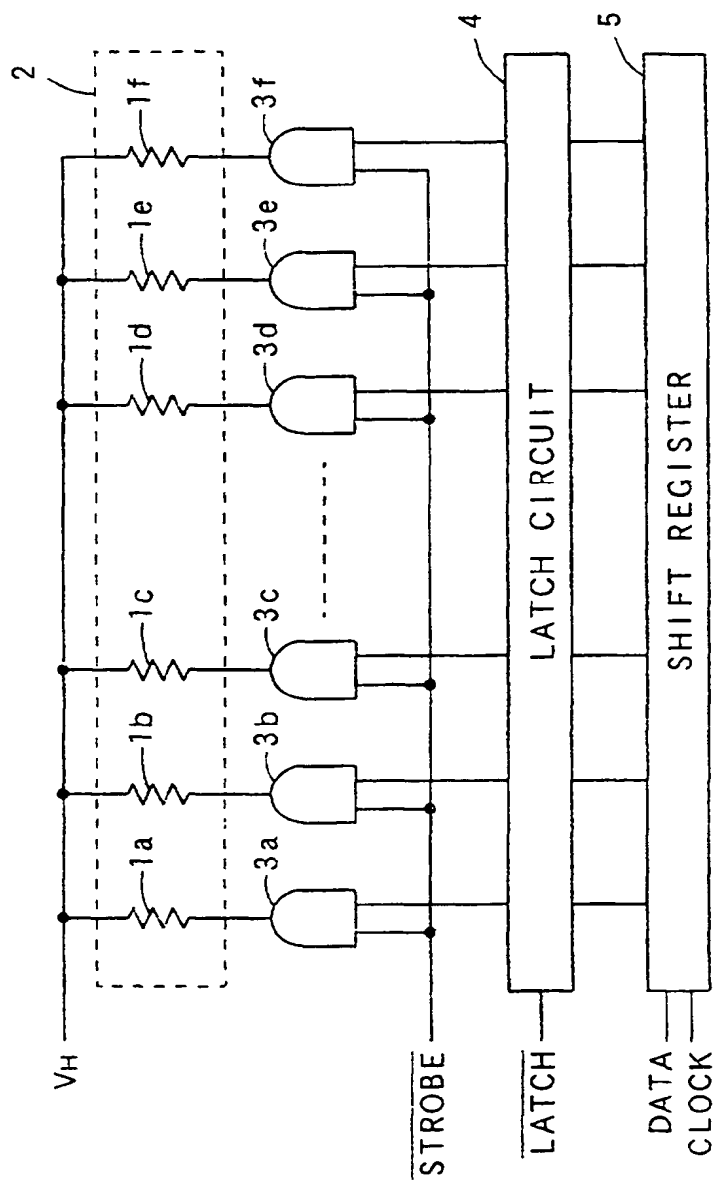 2
1a
1b
1c
1d
1e
1f
VH
3a
3b
3c
3d
3e
3f
STROBE
4
LATCH CIRCUIT
LATCH
5
SHIFT REGISTER
DATA
CLOCK